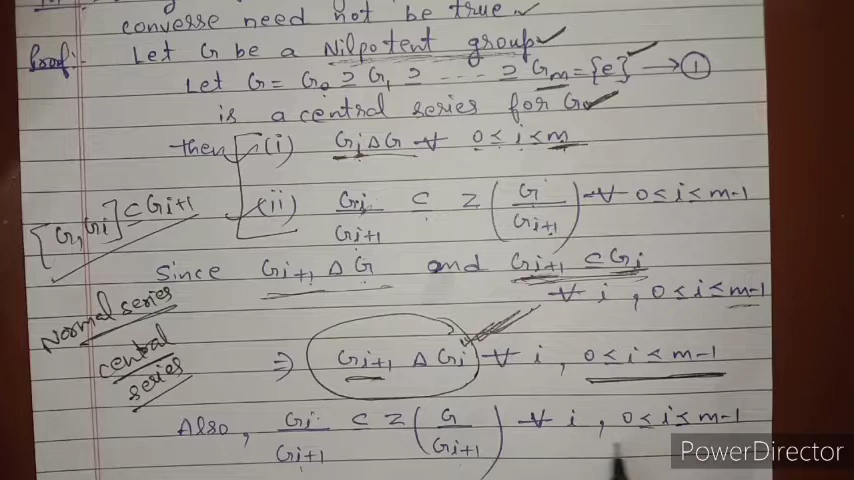 converse need not be true
Proof:- Let G be a Nilpotent group
Let G = G₀ ⊇ G₁ ⊇ ------ ⊇ Gm = {e} → ①
is a central series for G
then (i) Gi Δ G ∀ 0≤i≤m
(ii) Gi/Gi+1 ⊆ Z(G/Gi+1) ∀ 0≤i≤m-1
[G, Gi] ⊆ Gi+1
Since Gi+1 Δ G and Gi+1 ⊆ Gi
∀ i, 0≤i≤m-1
Normal series
central series
⇒ Gi+1 Δ Gi ∀ i, 0≤i≤m-1
Also, Gi/Gi+1 ⊂ Z(G/Gi+1) ∀ i, 0≤i≤m-1
PowerDirector